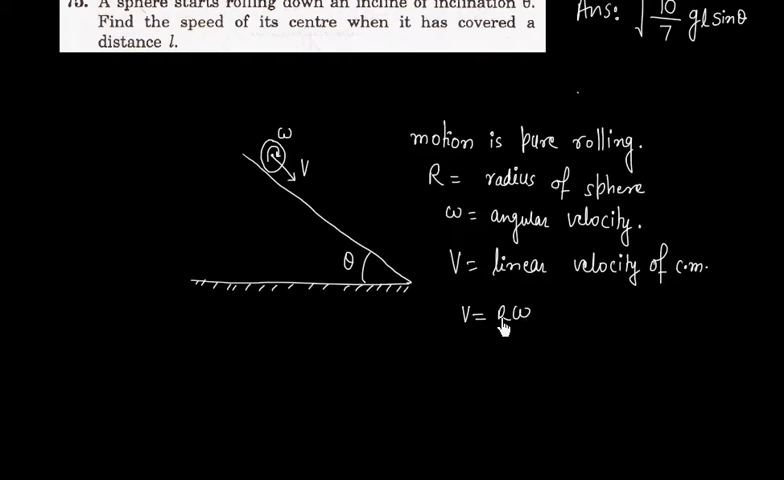 75. A sphere starts rolling down an incline of inclination θ.
Find the speed of its centre when it has covered a
distance l.
Ans: √10/7 gl sinθ
motion is pure rolling.
R = radius of sphere
ω = angular velocity.
V = linear velocity of c.m.
V = Rω
ω
R
V
θ